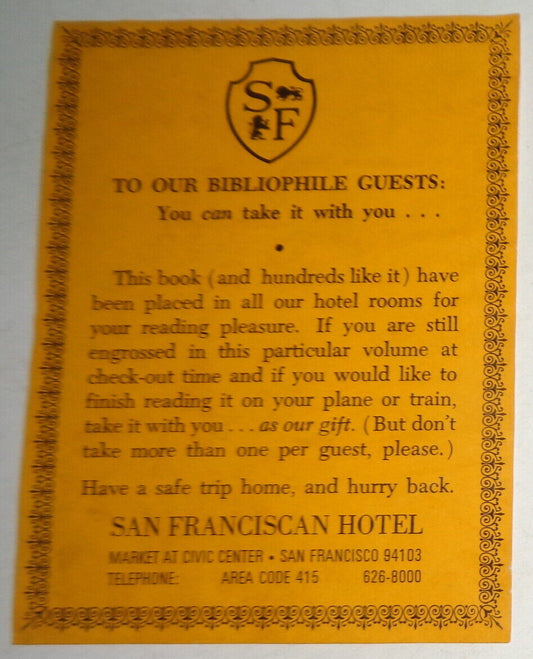 S
F
TO OUR BIBLIOPHILE GUESTS:
You can take it with you . . .
•
This book (and hundreds like it) have
been placed in all our hotel rooms for
your reading pleasure. If you are still
engrossed in this particular volume at
check-out time and if you would like to
finish reading it on your plane or train,
take it with you . . . as our gift. (But don't
take more than one per guest, please.)
Have a safe trip home, and hurry back.
SAN FRANCISCAN HOTEL
MARKET AT CIVIC CENTER • SAN FRANCISCO 94103
TELEPHONE: AREA CODE 415 626-8000